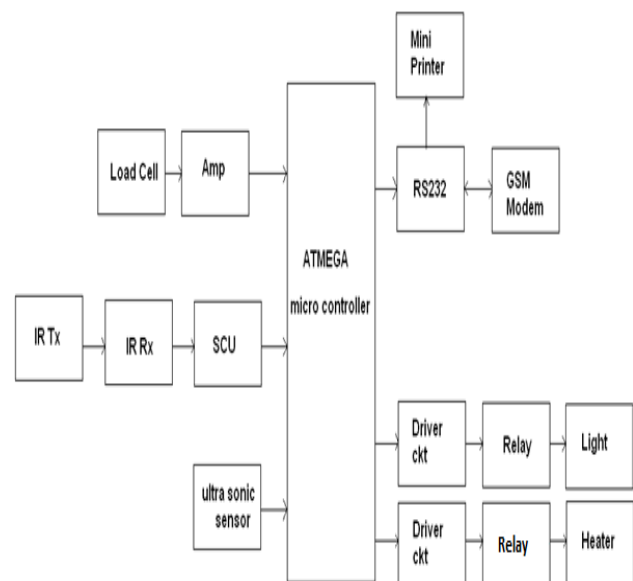 Mini
Printer
Load Cell
Amp
RS232
GSM
Modem
ATMEGA
micro controller
IR Tx
IR Rx
SCU
Driver
ckt
Relay
Light
ultra sonic
sensor
Driver
ckt
Relay
Heater